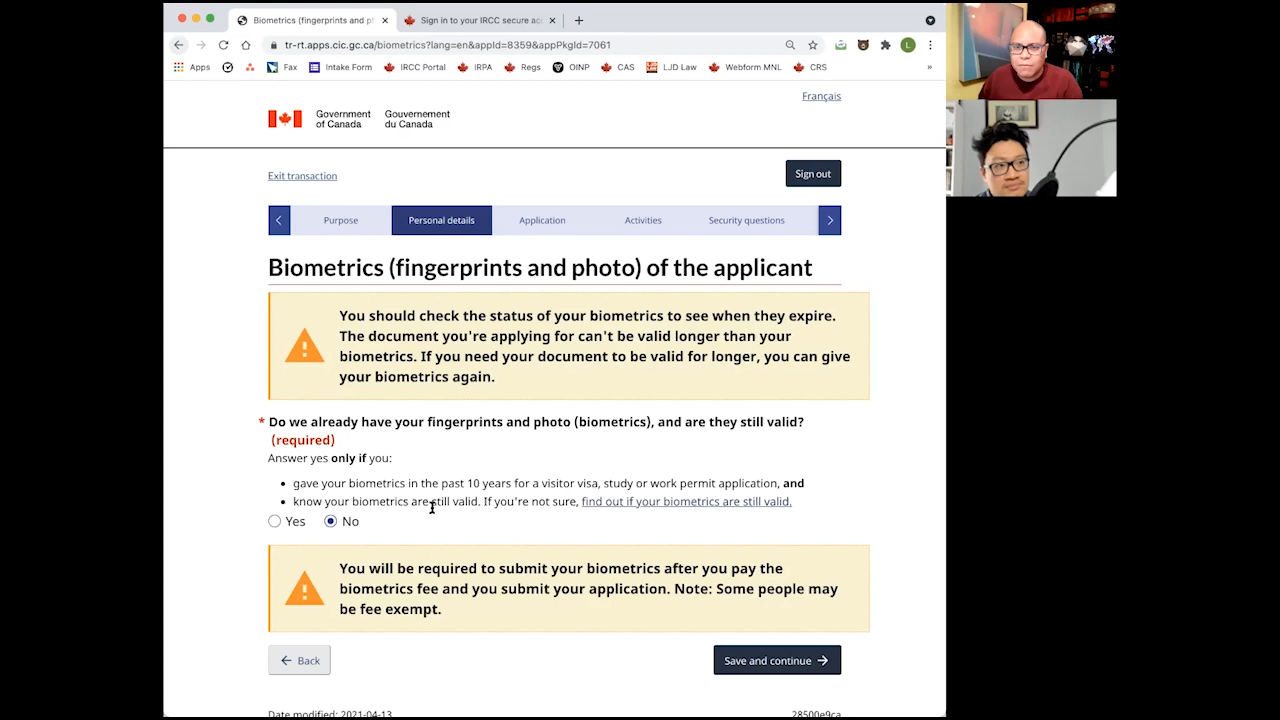 Biometrics (fingerprints and ph
Sign in to your IRCC secure acc
tr-rt.apps.cic.gc.ca/biometrics?lang=en&appId=8359&appPkgId=7061
L
Apps
Fax
Intake Form
IRCC Portal
IRPA
Regs
OINP
CAS
LJD Law
Webform MNL
CRS
»
Français
Government of Canada
Gouvernement du Canada
Exit transaction
Sign out
Purpose
Personal details
Application
Activities
Security questions
Biometrics (fingerprints and photo) of the applicant
You should check the status of your biometrics to see when they expire.
The document you're applying for can't be valid longer than your
biometrics. If you need your document to be valid for longer, you can give
your biometrics again.
* Do we already have your fingerprints and photo (biometrics), and are they still valid?
(required)
Answer yes only if you:
• gave your biometrics in the past 10 years for a visitor visa, study or work permit application, and
• know your biometrics are still valid. If you're not sure, find out if your biometrics are still valid.
Yes
No
You will be required to submit your biometrics after you pay the
biometrics fee and you submit your application. Note: Some people may
be fee exempt.
Back
Save and continue
Date modified: 2021-04-13
28500e9ca